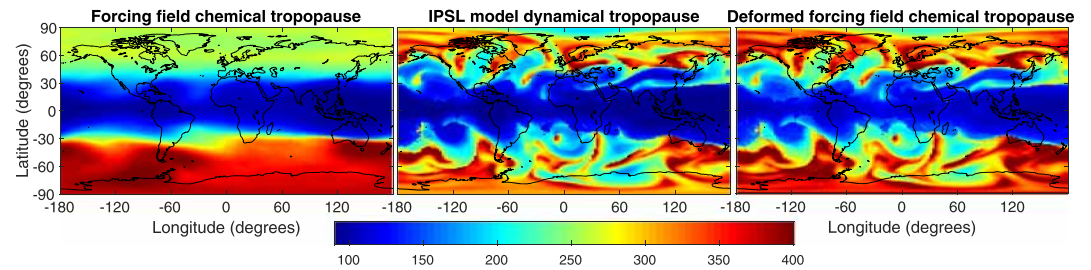 Forcing field chemical tropopause
IPSL model dynamical tropopause
Deformed forcing field chemical tropopause
Latitude (degrees)
90
60
30
0
-30
-60
-90
-180 -120 -60 0 60 120
-180 -120 -60 0 60 120
-180 -120 -60 0 60 120
Longitude (degrees)
Longitude (degrees)
100 150 200 250 300 350 400